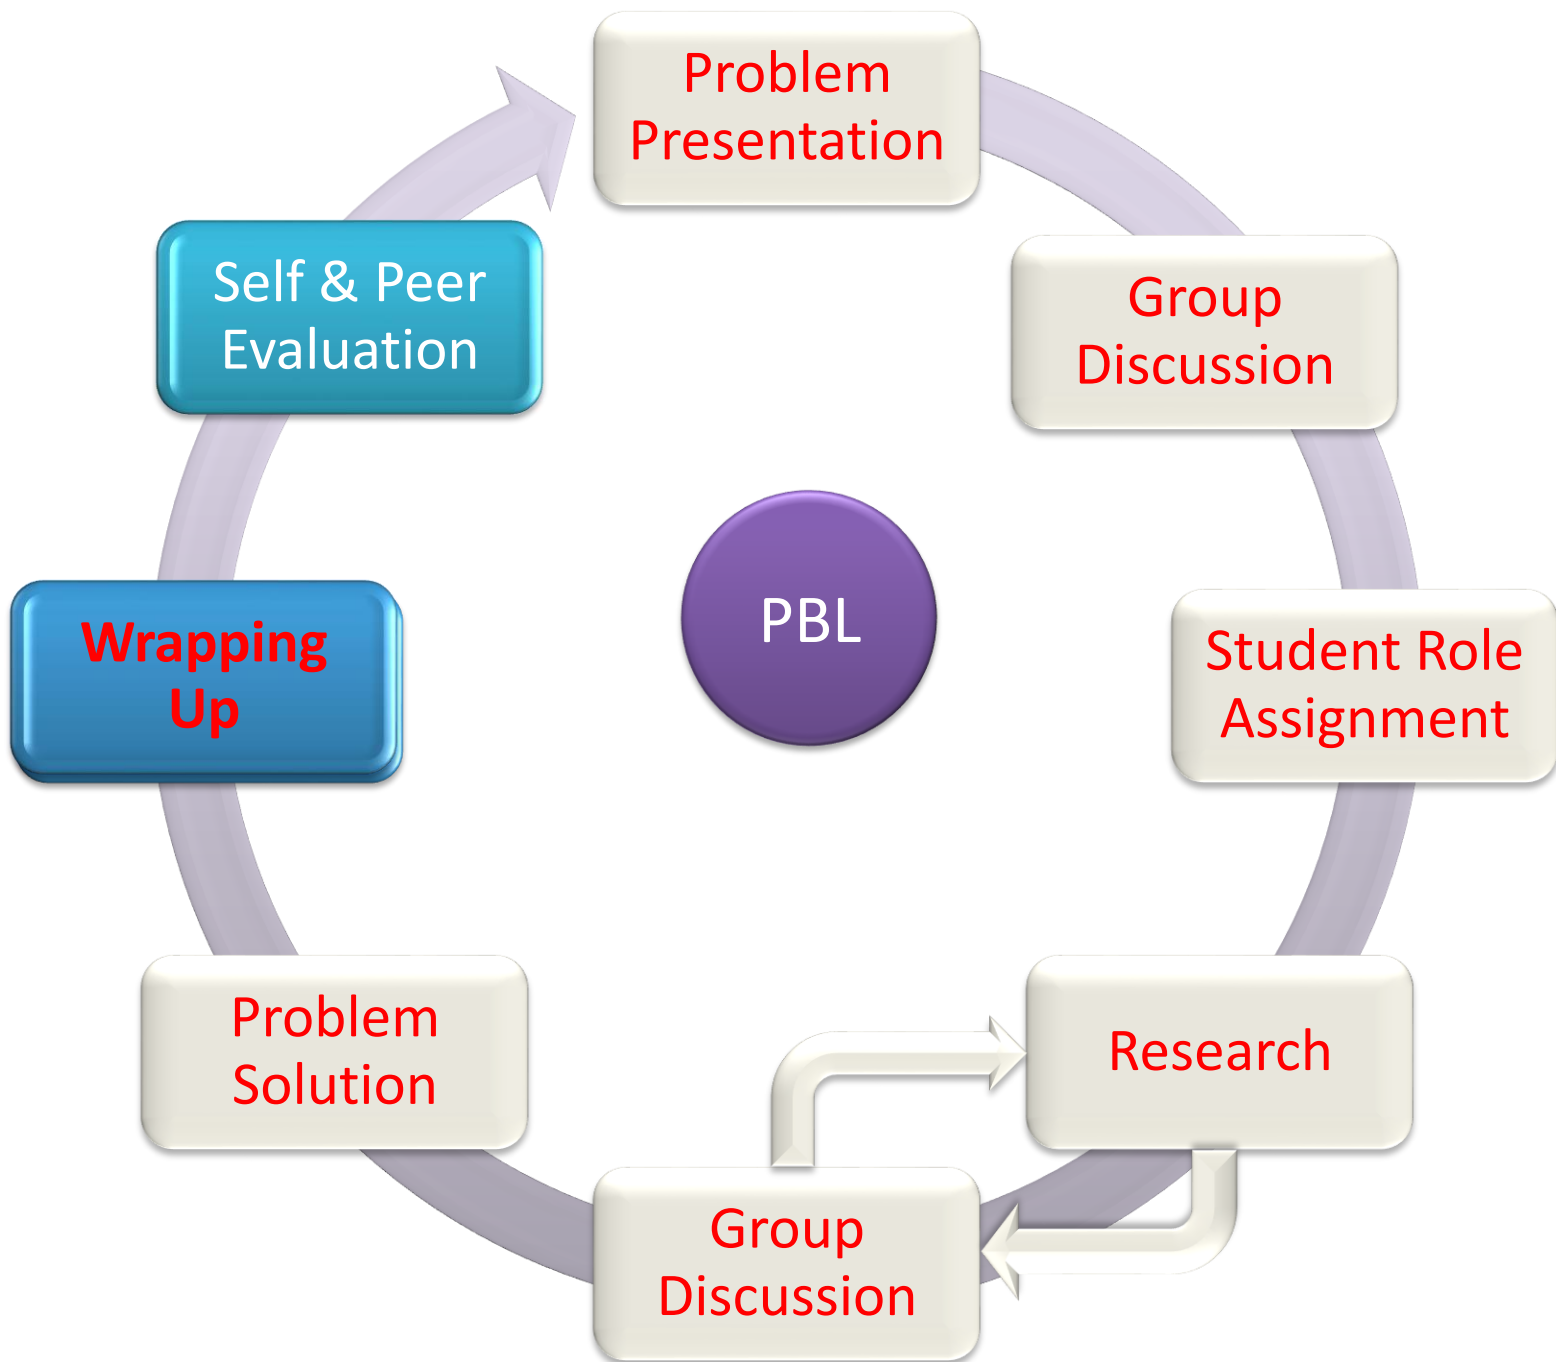 Problem
Presentation
Group
Discussion
Student Role
Assignment
Research
Group
Discussion
Problem
Solution
Wrapping
Up
Self & Peer
Evaluation
PBL